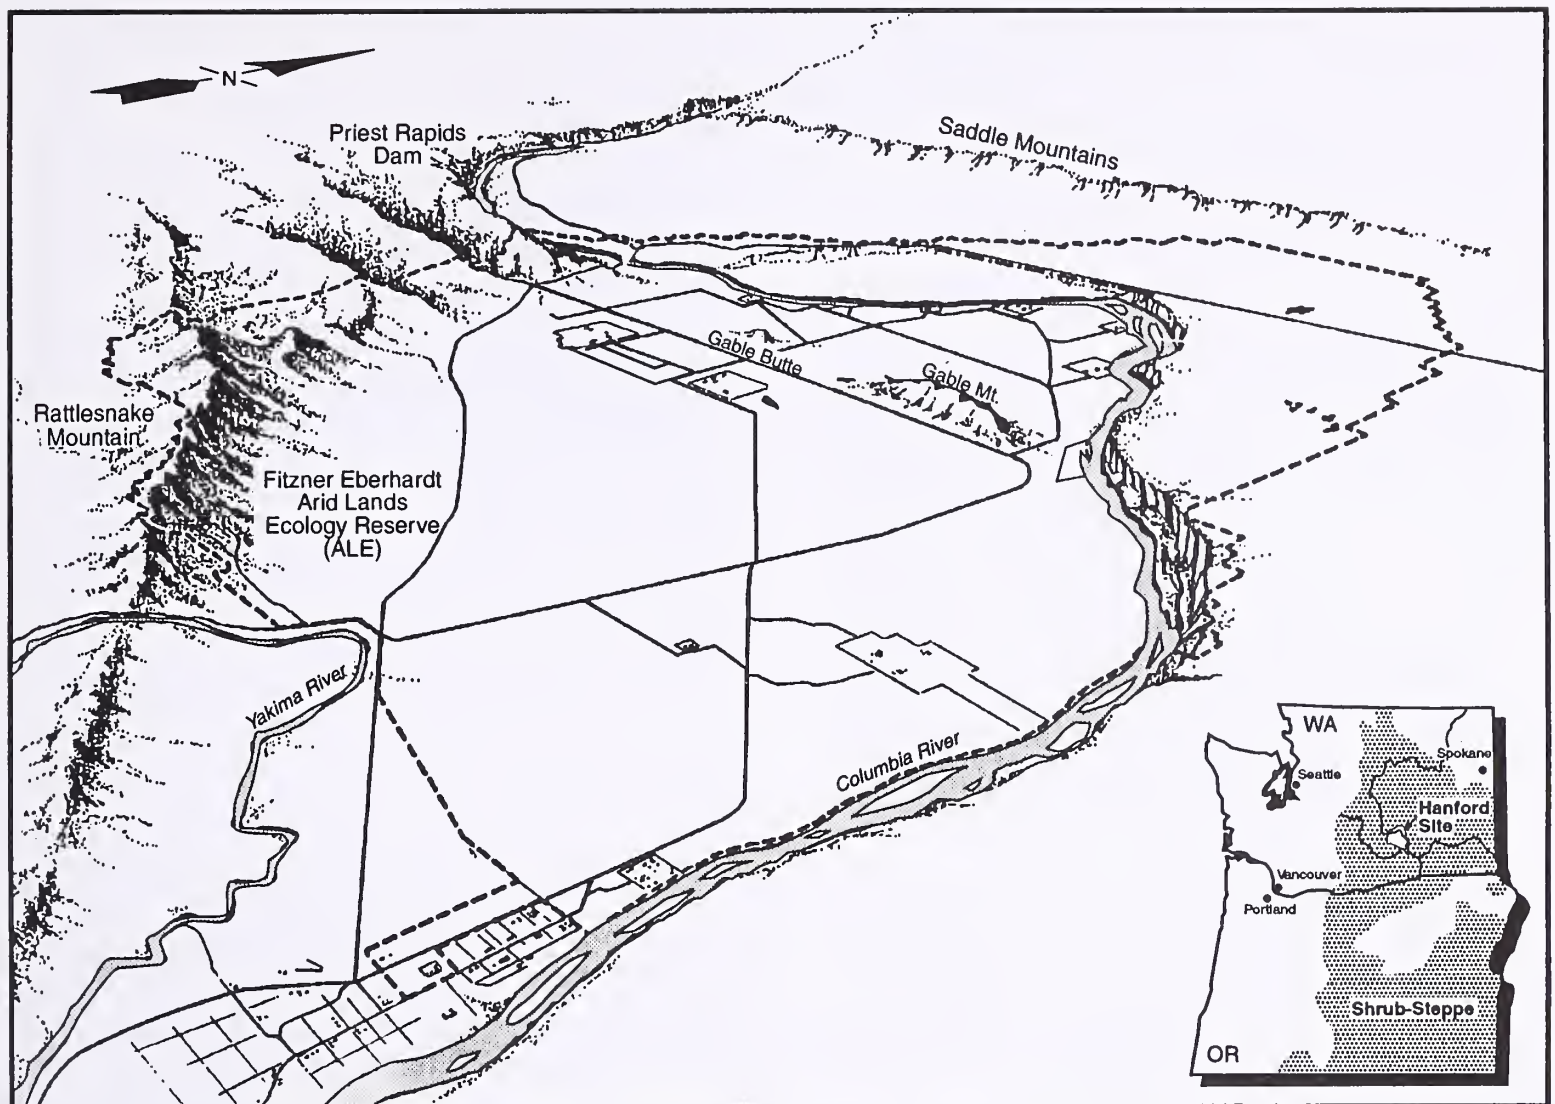 N
Priest Rapids
Dam
Saddle Mountains
Gable Butte
Gable Mt.
Rattlesnake
Mountain
Fitzner Eberhardt
Arid Lands
Ecology Reserve
(ALE)
Yakima River
Columbia River
WA
Spokane
Seattle
Hanford
Site
Vancouver
Portland
Shrub-Steppe
OR